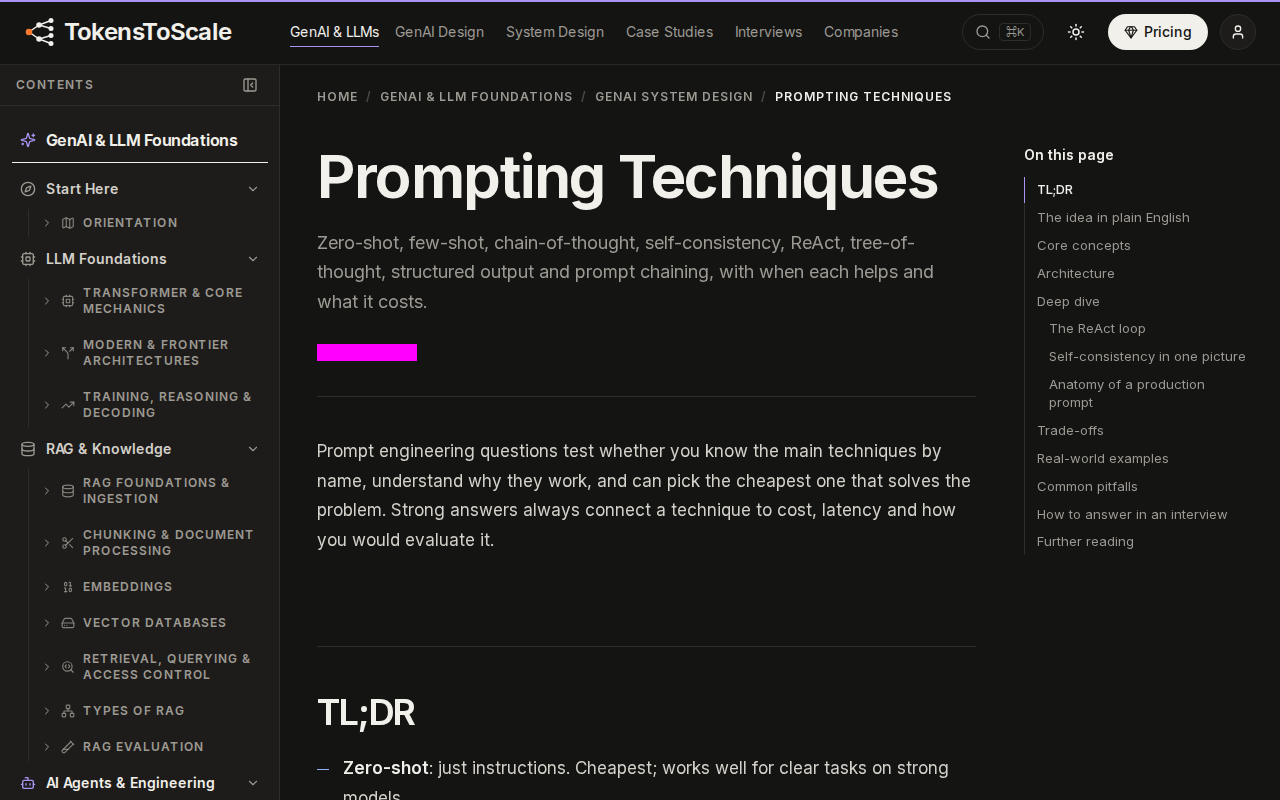 TokensToScale
GenAI & LLMs
GenAI Design
System Design
Case Studies
Interviews
Companies
⌘K
Pricing
CONTENTS
GenAI & LLM Foundations
Start Here
ORIENTATION
LLM Foundations
TRANSFORMER & CORE
MECHANICS
MODERN & FRONTIER
ARCHITECTURES
TRAINING, REASONING &
DECODING
RAG & Knowledge
RAG FOUNDATIONS &
INGESTION
CHUNKING & DOCUMENT
PROCESSING
EMBEDDINGS
VECTOR DATABASES
RETRIEVAL, QUERYING &
ACCESS CONTROL
TYPES OF RAG
RAG EVALUATION
AI Agents & Engineering
HOME / GENAI & LLM FOUNDATIONS / GENAI SYSTEM DESIGN / PROMPTING TECHNIQUES
Prompting Techniques
Zero-shot, few-shot, chain-of-thought, self-consistency, ReAct, tree-of-
thought, structured output and prompt chaining, with when each helps and
what it costs.
Prompt engineering questions test whether you know the main techniques by
name, understand why they work, and can pick the cheapest one that solves the
problem. Strong answers always connect a technique to cost, latency and how
you would evaluate it.
TL;DR
— Zero-shot: just instructions. Cheapest; works well for clear tasks on strong
models.
On this page
TL;DR
The idea in plain English
Core concepts
Architecture
Deep dive
The ReAct loop
Self-consistency in one picture
Anatomy of a production
prompt
Trade-offs
Real-world examples
Common pitfalls
How to answer in an interview
Further reading